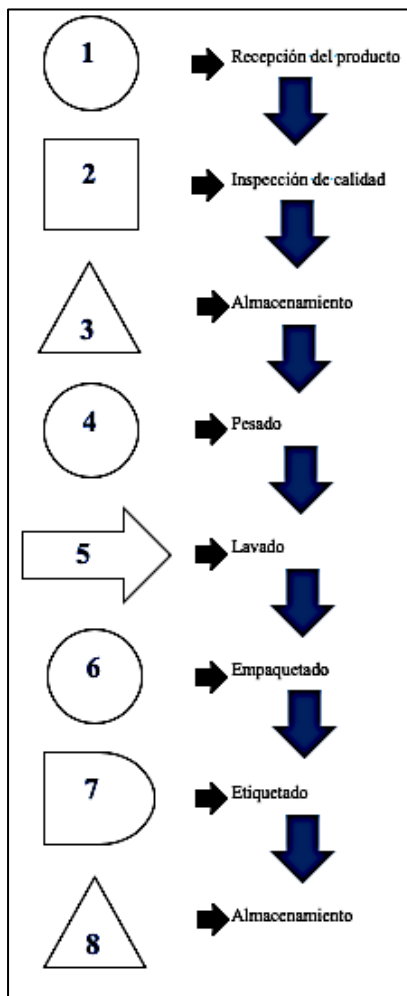 1 Recepción del producto
2 Inspección de calidad
3 Almacenamiento
4 Pesado
5 Lavado
6 Empaquetado
7 Etiquetado
8 Almacenamiento